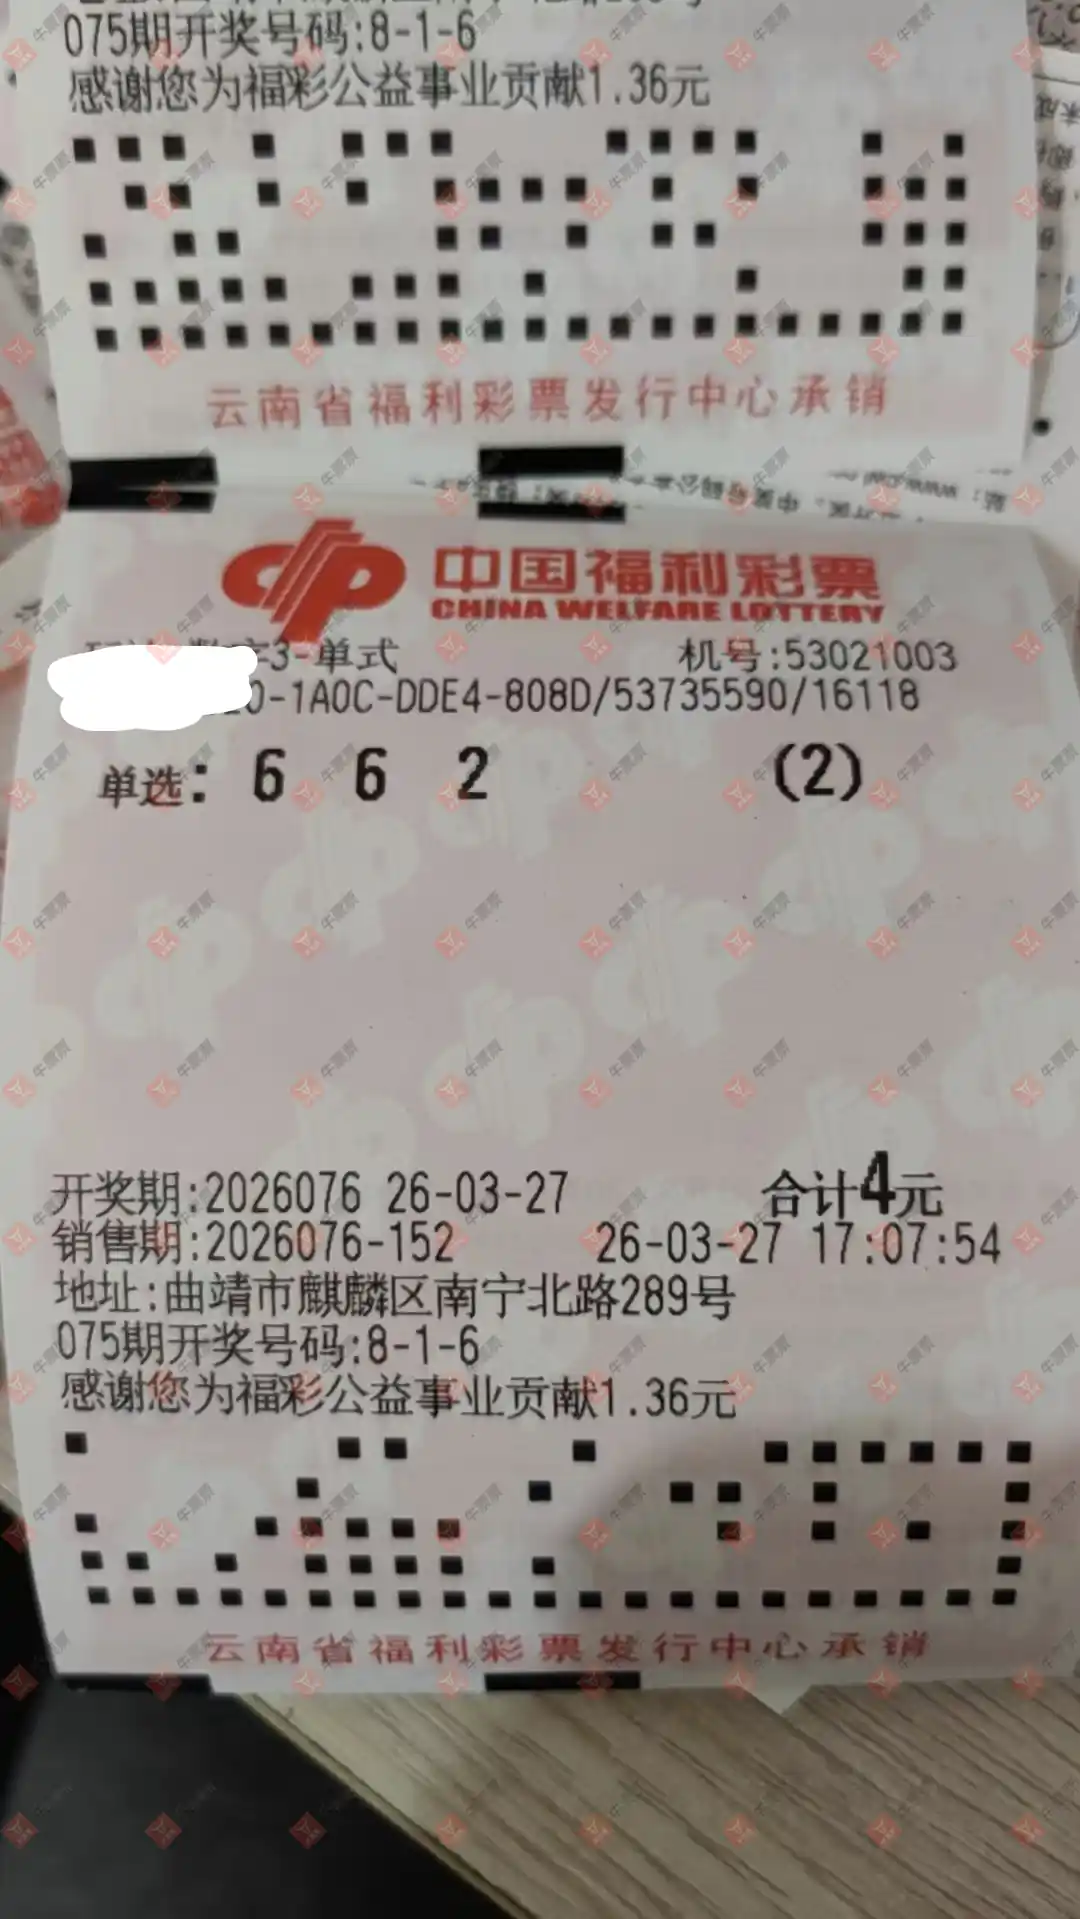 075期开奖号码:8-1-6
感谢您为福彩公益事业贡献1.36元
云南省福利彩票发行中心承销
中国福利彩票
CHINA WELFARE LOTTERY
3-单式 机号:53021003
0-1A0C-DDE4-808D/53735590/16118
单选: 6 6 2 (2)
开奖期:2026076 26-03-27 合计4元
销售期:2026076-152 26-03-27 17:07:54
地址:曲靖市麒麟区南宁北路289号
075期开奖号码:8-1-6
感谢您为福彩公益事业贡献1.36元
云南省福利彩票发行中心承销
牛票票